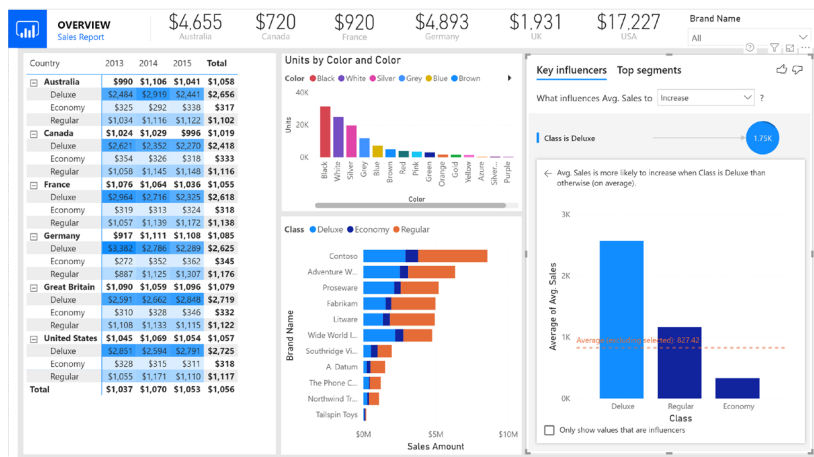 OVERVIEW
Sales Report
$4,655 $720 $920 $4,893 $1,931 $17,227
Australia Canada France Germany UK USA
Brand Name
All
Country 2013 2014 2015 Total
Australia $990 $1,106 $1,041 $1,058
Deluxe $2,484 $2,919 $2,441 $2,656
Economy $325 $292 $338 $317
Regular $1,034 $1,116 $1,122 $1,102
Canada $1,024 $1,029 $996 $1,019
Deluxe $2,621 $2,352 $2,270 $2,418
Economy $354 $326 $318 $333
Regular $1,058 $1,145 $1,148 $1,116
France $1,076 $1,064 $1,036 $1,055
Deluxe $2,964 $2,716 $2,325 $2,618
Economy $319 $313 $324 $318
Regular $1,057 $1,139 $1,172 $1,138
Germany $917 $1,111 $1,108 $1,085
Deluxe $3,382 $2,786 $2,289 $2,625
Economy $272 $352 $362 $345
Regular $887 $1,125 $1,307 $1,176
Great Britain $1,090 $1,059 $1,096 $1,079
Deluxe $2,591 $2,662 $2,848 $2,719
Economy $310 $328 $346 $332
Regular $1,108 $1,133 $1,115 $1,122
United States $1,045 $1,069 $1,054 $1,057
Deluxe $2,851 $2,594 $2,791 $2,725
Economy $328 $315 $311 $318
Regular $1,055 $1,171 $1,110 $1,117
Total $1,037 $1,070 $1,053 $1,056
Units by Color and Color
Color Black White Silver Grey Blue Brown
40K
20K
0K
Units
Black
White
Silver
Grey
Blue
Brown
Red
Pink
Green
Orange
Gold
Yellow
Azure
Silver...
Purple
Color
Class Deluxe Economy Regular
Brand Name
Contoso
Adventure W...
Proseware
Fabrikam
Litware
Wide World I...
Southridge Vi...
A. Datum
The Phone C...
Northwind Tr...
Tailspin Toys
$0M $5M $10M
Sales Amount
Key influencers Top segments
What influences Avg. Sales to Increase ?
Class is Deluxe 1.75K
← Avg. Sales is more likely to increase when Class is Deluxe than
otherwise (on average).
3K
2K
1K
0K
Average of Avg. Sales
Average (excluding selected): 827.42
Deluxe Regular Economy
Class
Only show values that are influencers